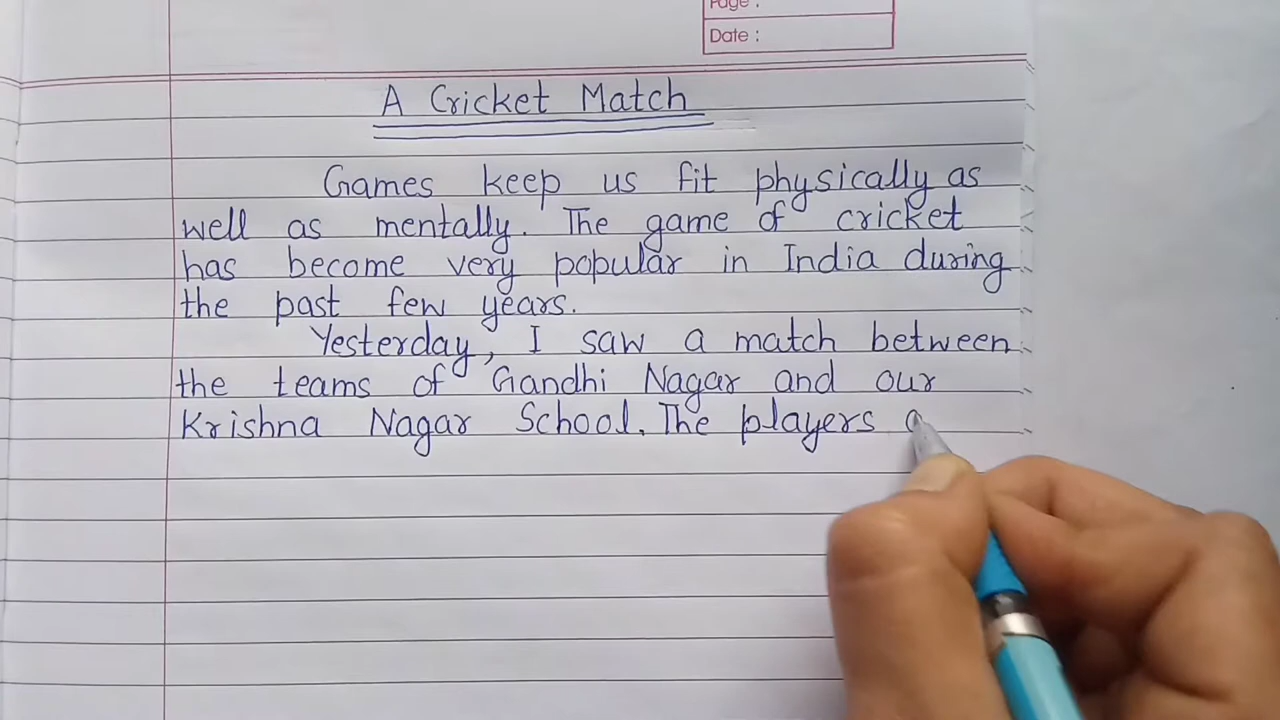 Page :
Date :
A Cricket Match
Games keep us fit physically as
well as mentally. The game of cricket
has become very popular in India during
the past few years.
Yesterday, I saw a match between
the teams of Gandhi Nagar and our
Krishna Nagar School. The players a